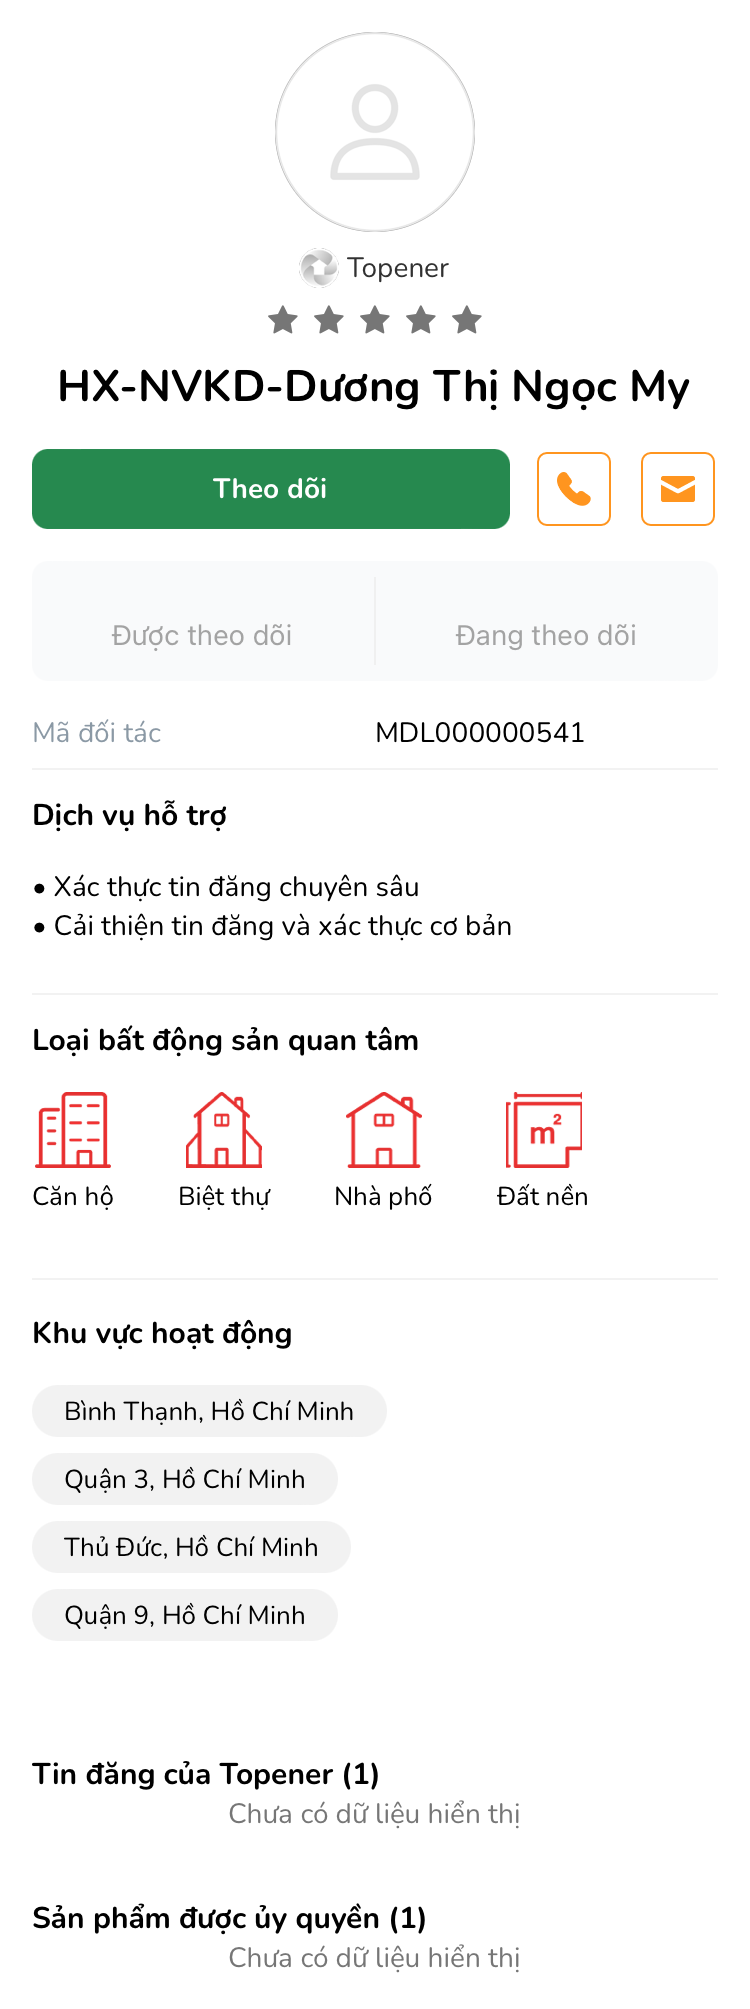 Topener
HX-NVKD-Dương Thị Ngọc My
Theo dõi
Được theo dõi
Đang theo dõi
Mã đối tác
MDL000000541
Dịch vụ hỗ trợ
• Xác thực tin đăng chuyên sâu
• Cải thiện tin đăng và xác thực cơ bản
Loại bất động sản quan tâm
m²
Căn hộ
Biệt thự
Nhà phố
Đất nền
Khu vực hoạt động
Bình Thạnh, Hồ Chí Minh
Quận 3, Hồ Chí Minh
Thủ Đức, Hồ Chí Minh
Quận 9, Hồ Chí Minh
Tin đăng của Topener (1)
Chưa có dữ liệu hiển thị
Sản phẩm được ủy quyền (1)
Chưa có dữ liệu hiển thị